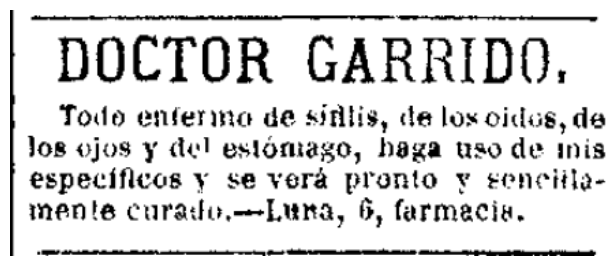 DOCTOR GARRIDO.
Todo enfermo de sífilis, de los oidos, de
los ojos y del estómago, haga uso de mis
específicos y se verá pronto y sencilla-
mente curado.—Luna, 6, farmacia.